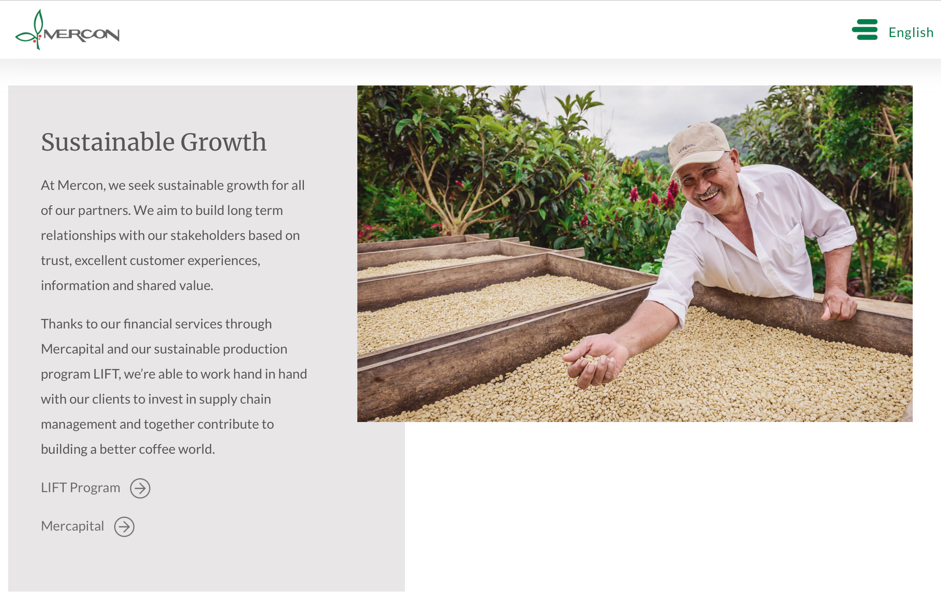 MERCON
English
Sustainable Growth
At Mercon, we seek sustainable growth for all
of our partners. We aim to build long term
relationships with our stakeholders based on
trust, excellent customer experiences,
information and shared value.
Thanks to our financial services through
Mercapital and our sustainable production
program LIFT, we’re able to work hand in hand
with our clients to invest in supply chain
management and together contribute to
building a better coffee world.
LIFT Program
Mercapital